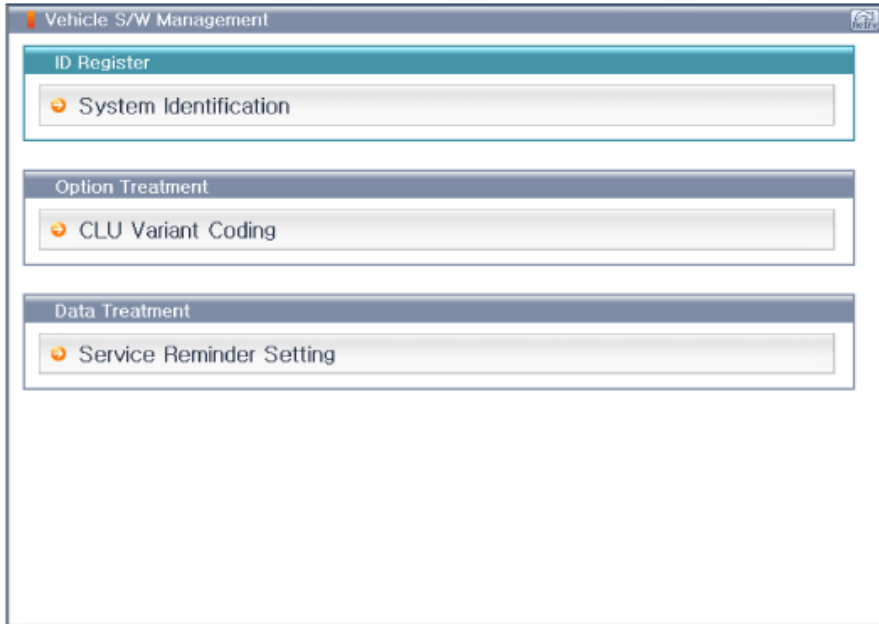 Vehicle S/W Management
ID Register
System Identification
Option Treatment
CLU Variant Coding
Data Treatment
Service Reminder Setting